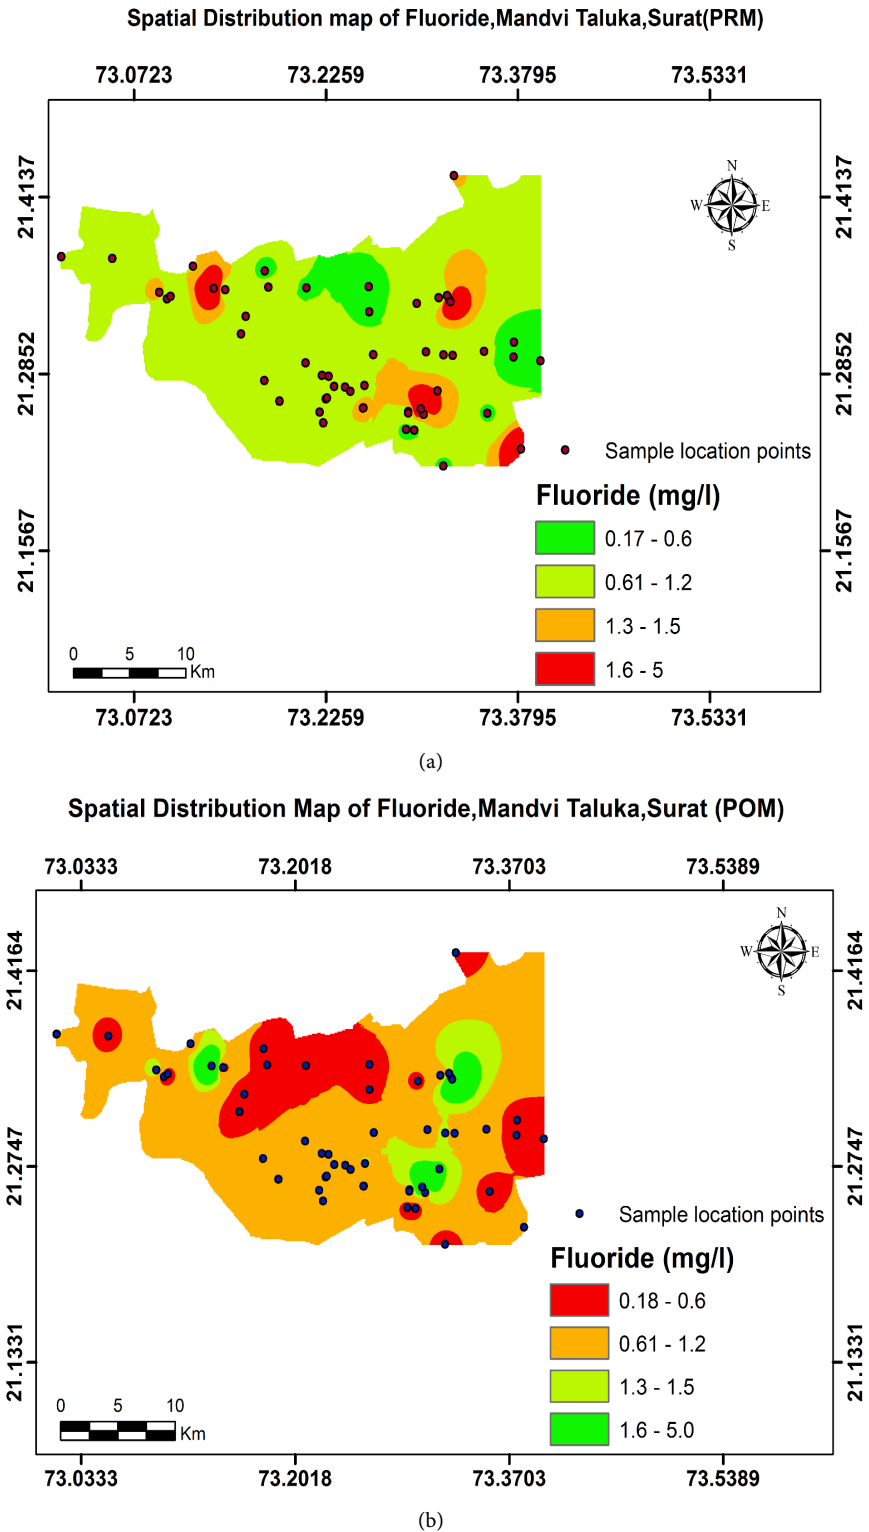 Spatial Distribution map of Fluoride,Mandvi Taluka,Surat(PRM)
73.0723 73.2259 73.3795 73.5331
21.4137 21.4137
N
W E
S
21.2852 21.2852
Sample location points
Fluoride (mg/l)
21.1567 21.1567
0.17 - 0.6
0.61 - 1.2
1.3 - 1.5
1.6 - 5
0 5 10
Km
73.0723 73.2259 73.3795 73.5331
(a)
Spatial Distribution Map of Fluoride,Mandvi Taluka,Surat (POM)
73.0333 73.2018 73.3703 73.5389
21.4164 21.4164
N
W E
S
21.2747 21.2747
Sample location points
Fluoride (mg/l)
0.18 - 0.6
0.61 - 1.2
21.1331 21.1331
1.3 - 1.5
1.6 - 5.0
0 5 10
Km
73.0333 73.2018 73.3703 73.5389
(b)